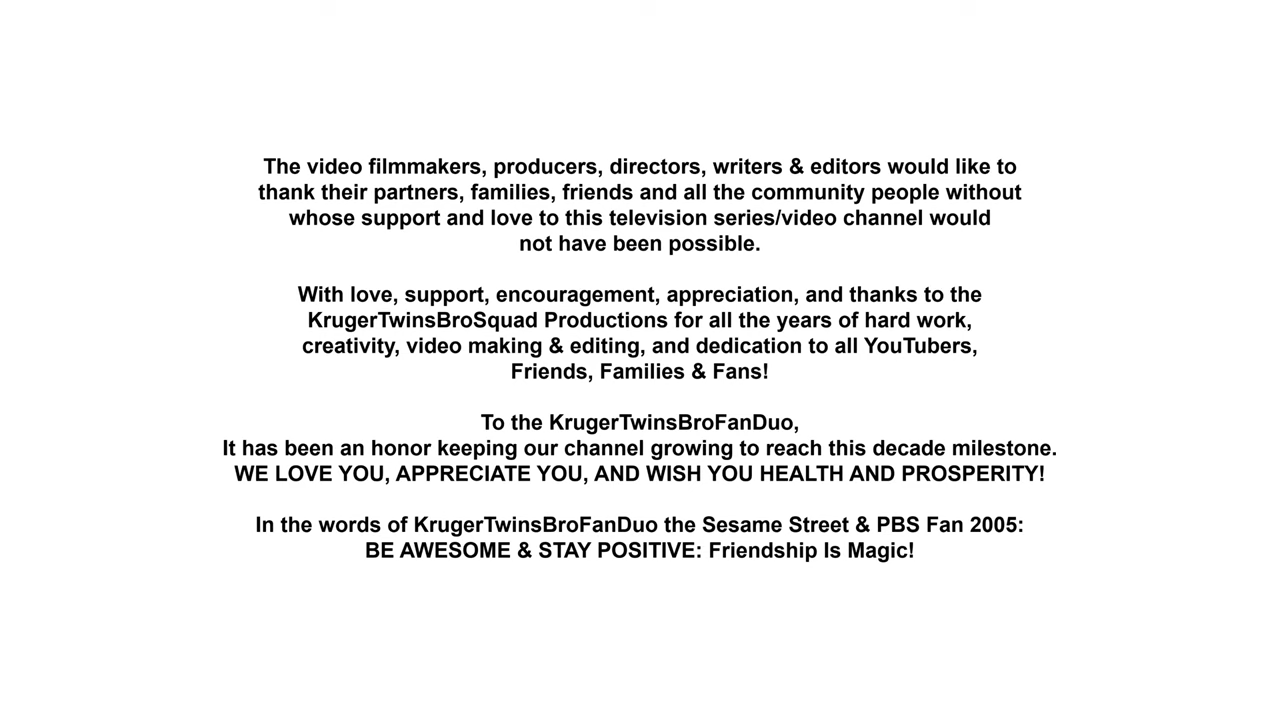 The video filmmakers, producers, directors, writers & editors would like to
thank their partners, families, friends and all the community people without
whose support and love to this television series/video channel would
not have been possible.
With love, support, encouragement, appreciation, and thanks to the
KrugerTwinsBroSquad Productions for all the years of hard work,
creativity, video making & editing, and dedication to all YouTubers,
Friends, Families & Fans!
To the KrugerTwinsBroFanDuo,
It has been an honor keeping our channel growing to reach this decade milestone.
WE LOVE YOU, APPRECIATE YOU, AND WISH YOU HEALTH AND PROSPERITY!
In the words of KrugerTwinsBroFanDuo the Sesame Street & PBS Fan 2005:
BE AWESOME & STAY POSITIVE: Friendship Is Magic!